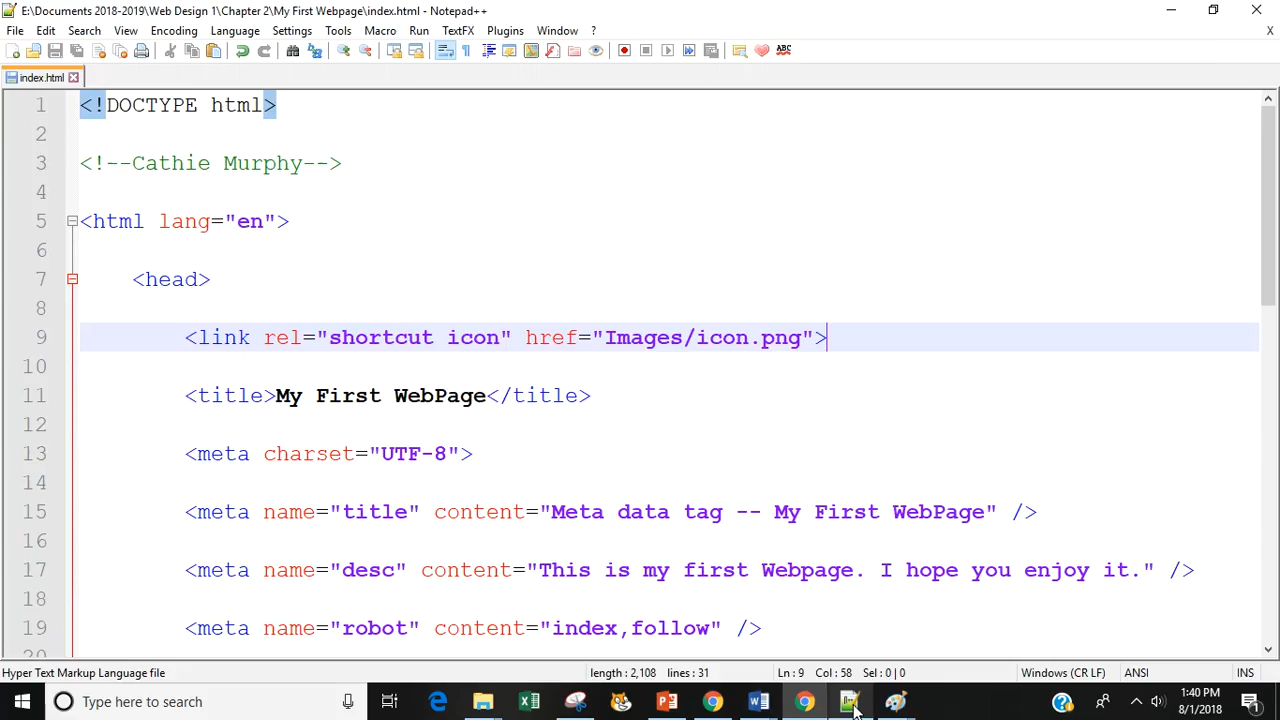 E:\Documents 2018-2019\Web Design 1\Chapter 2\My First Webpage\index.html - Notepad++
File Edit Search View Encoding Language Settings Tools Macro Run TextFX Plugins Window ? X
index.html
1 <!DOCTYPE html>
2
3 <!--Cathie Murphy-->
4
5 <html lang="en">
6
7 <head>
8
9 <link rel="shortcut icon" href="Images/icon.png">
10
11 <title>My First WebPage</title>
12
13 <meta charset="UTF-8">
14
15 <meta name="title" content="Meta data tag -- My First WebPage" />
16
17 <meta name="desc" content="This is my first Webpage. I hope you enjoy it." />
18
19 <meta name="robot" content="index,follow" />
20
Hyper Text Markup Language file length : 2,108 lines : 31 Ln : 9 Col : 58 Sel : 0 | 0 Windows (CR LF) ANSI INS
Type here to search
1:40 PM
8/1/2018